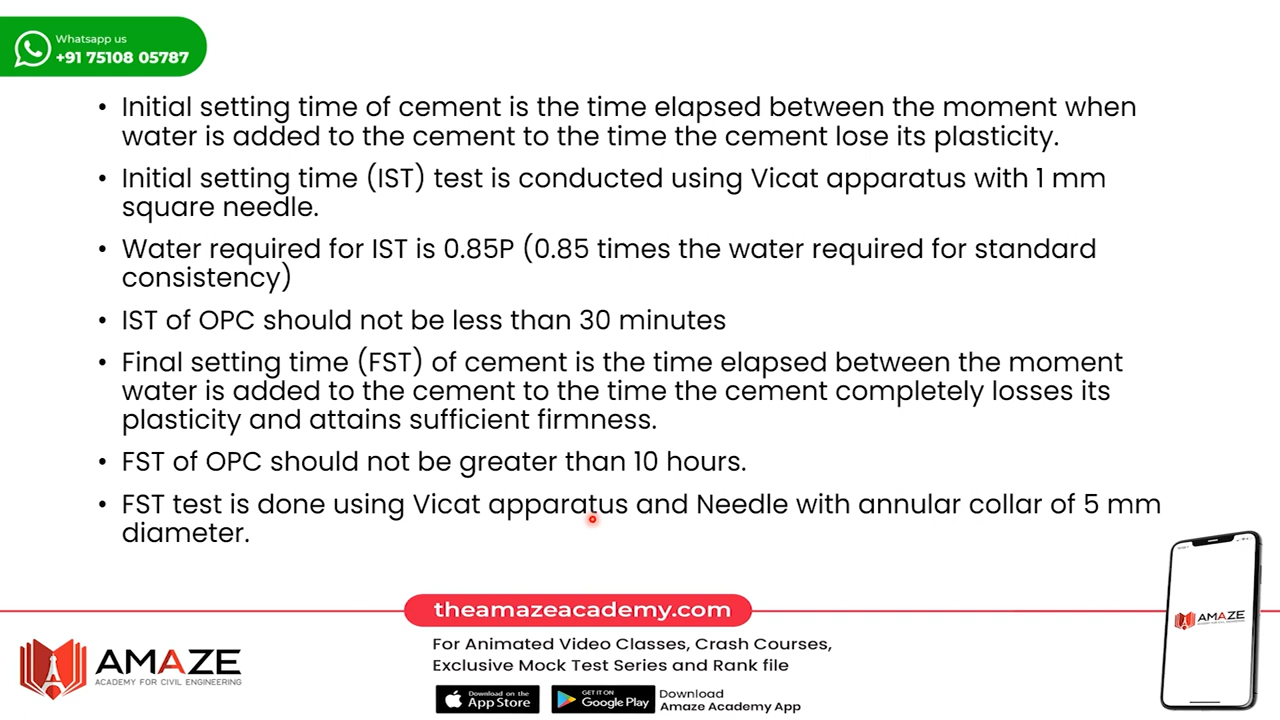 Whatsapp us
+91 75108 05787
• Initial setting time of cement is the time elapsed between the moment when
water is added to the cement to the time the cement lose its plasticity.
• Initial setting time (IST) test is conducted using Vicat apparatus with 1 mm
square needle.
• Water required for IST is 0.85P (0.85 times the water required for standard
consistency)
• IST of OPC should not be less than 30 minutes
• Final setting time (FST) of cement is the time elapsed between the moment
water is added to the cement to the time the cement completely losses its
plasticity and attains sufficient firmness.
• FST of OPC should not be greater than 10 hours.
• FST test is done using Vicat apparatus and Needle with annular collar of 5 mm
diameter.
theamazeacademy.com
For Animated Video Classes, Crash Courses,
Exclusive Mock Test Series and Rank file
AMAZE
ACADEMY FOR CIVIL ENGINEERING
Download on the
App Store
GET IT ON
Google Play
Download
Amaze Academy App
AMAZE